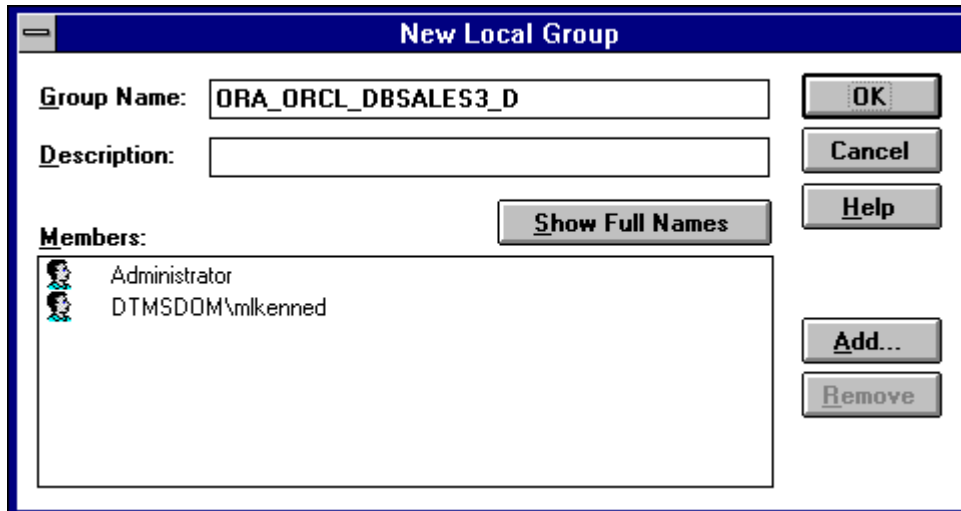 New Local Group
Group Name: ORA_ORCL_DBSALES3_D
OK
Description:
Cancel
Show Full Names
Help
Members:
Administrator
DTMSDOM\mlkenned
Add...
Remove